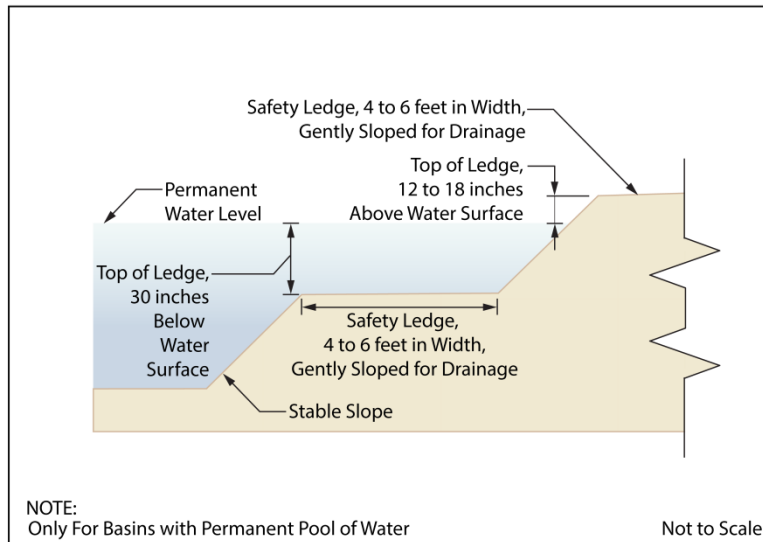 Safety Ledge, 4 to 6 feet in Width,
Gently Sloped for Drainage
Top of Ledge,
12 to 18 inches
Above Water Surface
Permanent
Water Level
Top of Ledge,
30 inches
Below
Water
Surface
Safety Ledge,
4 to 6 feet in Width,
Gently Sloped for Drainage
Stable Slope
NOTE:
Only For Basins with Permanent Pool of Water
Not to Scale